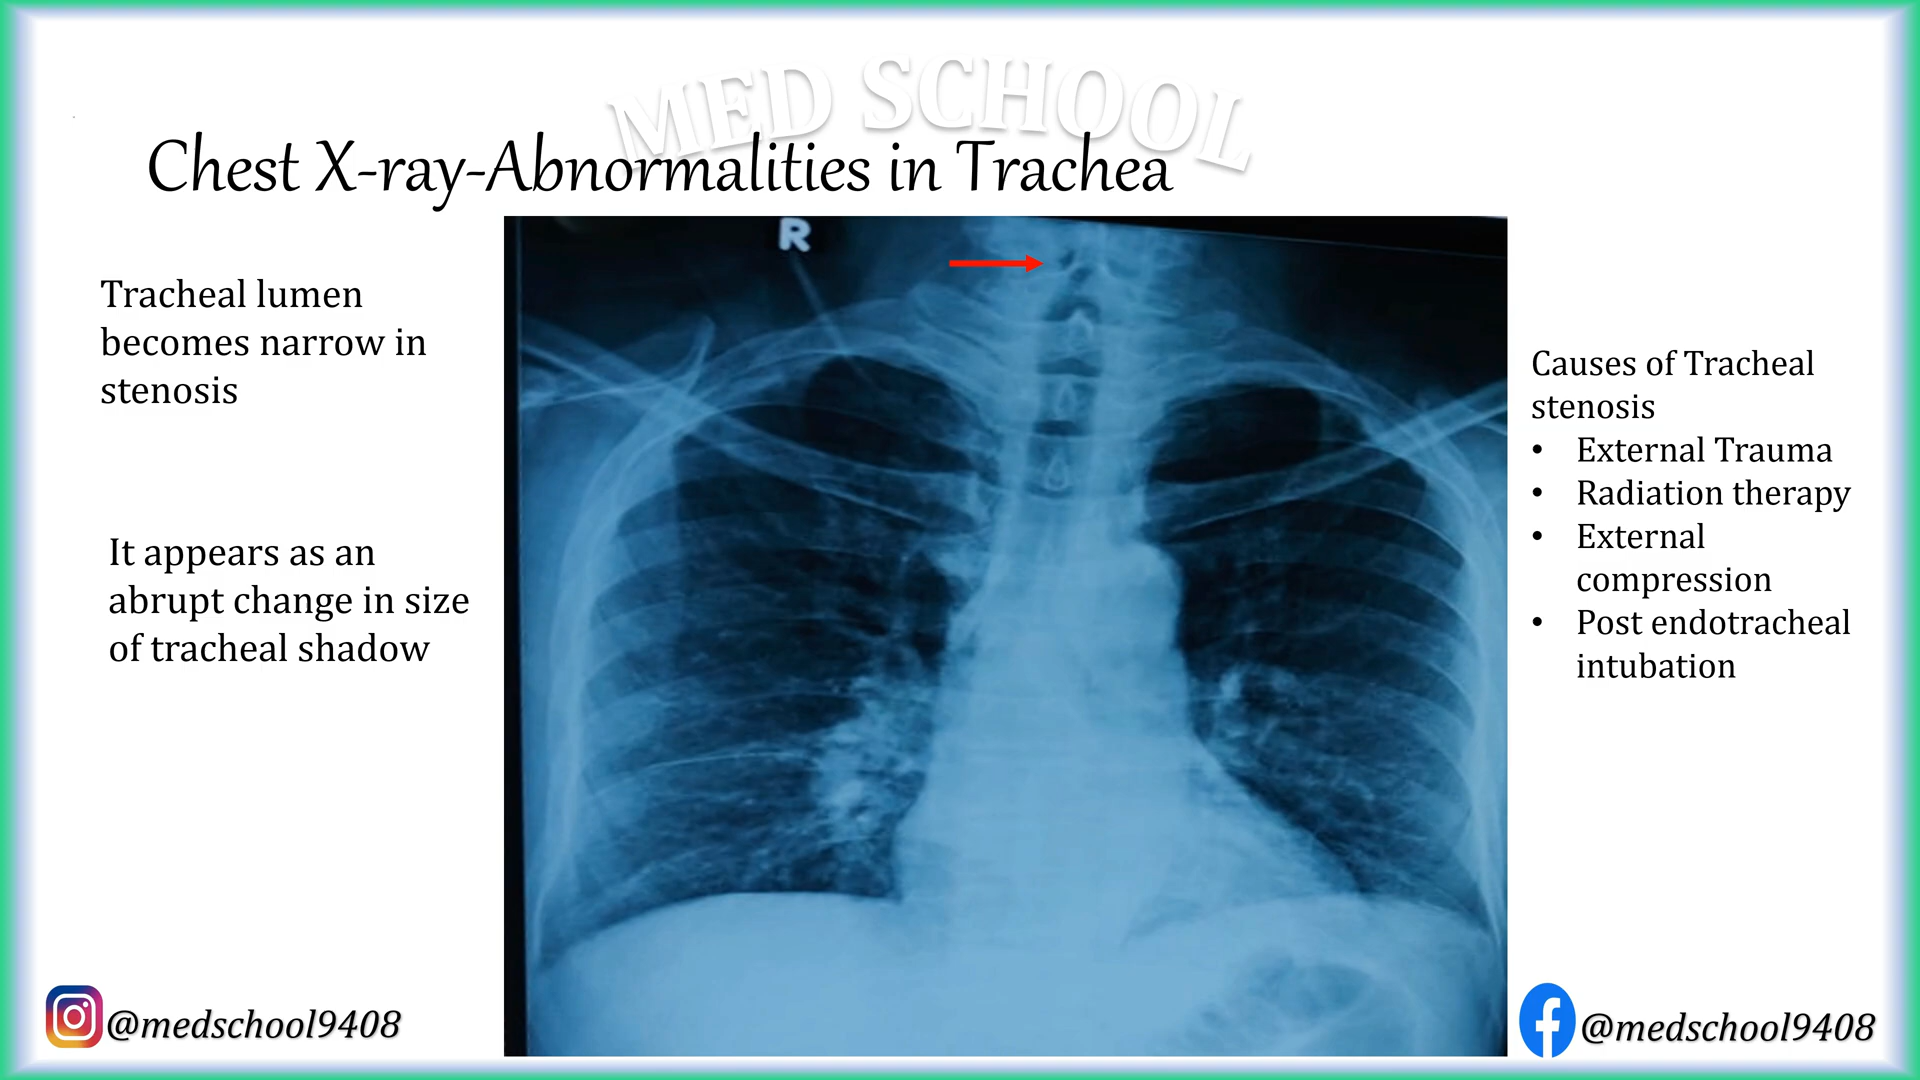 MED SCHOOL
Chest X-ray-Abnormalities in Trachea
R
Tracheal lumen
becomes narrow in
stenosis
It appears as an
abrupt change in size
of tracheal shadow
Causes of Tracheal
stenosis
• External Trauma
• Radiation therapy
• External
compression
• Post endotracheal
intubation
@medschool9408
@medschool9408